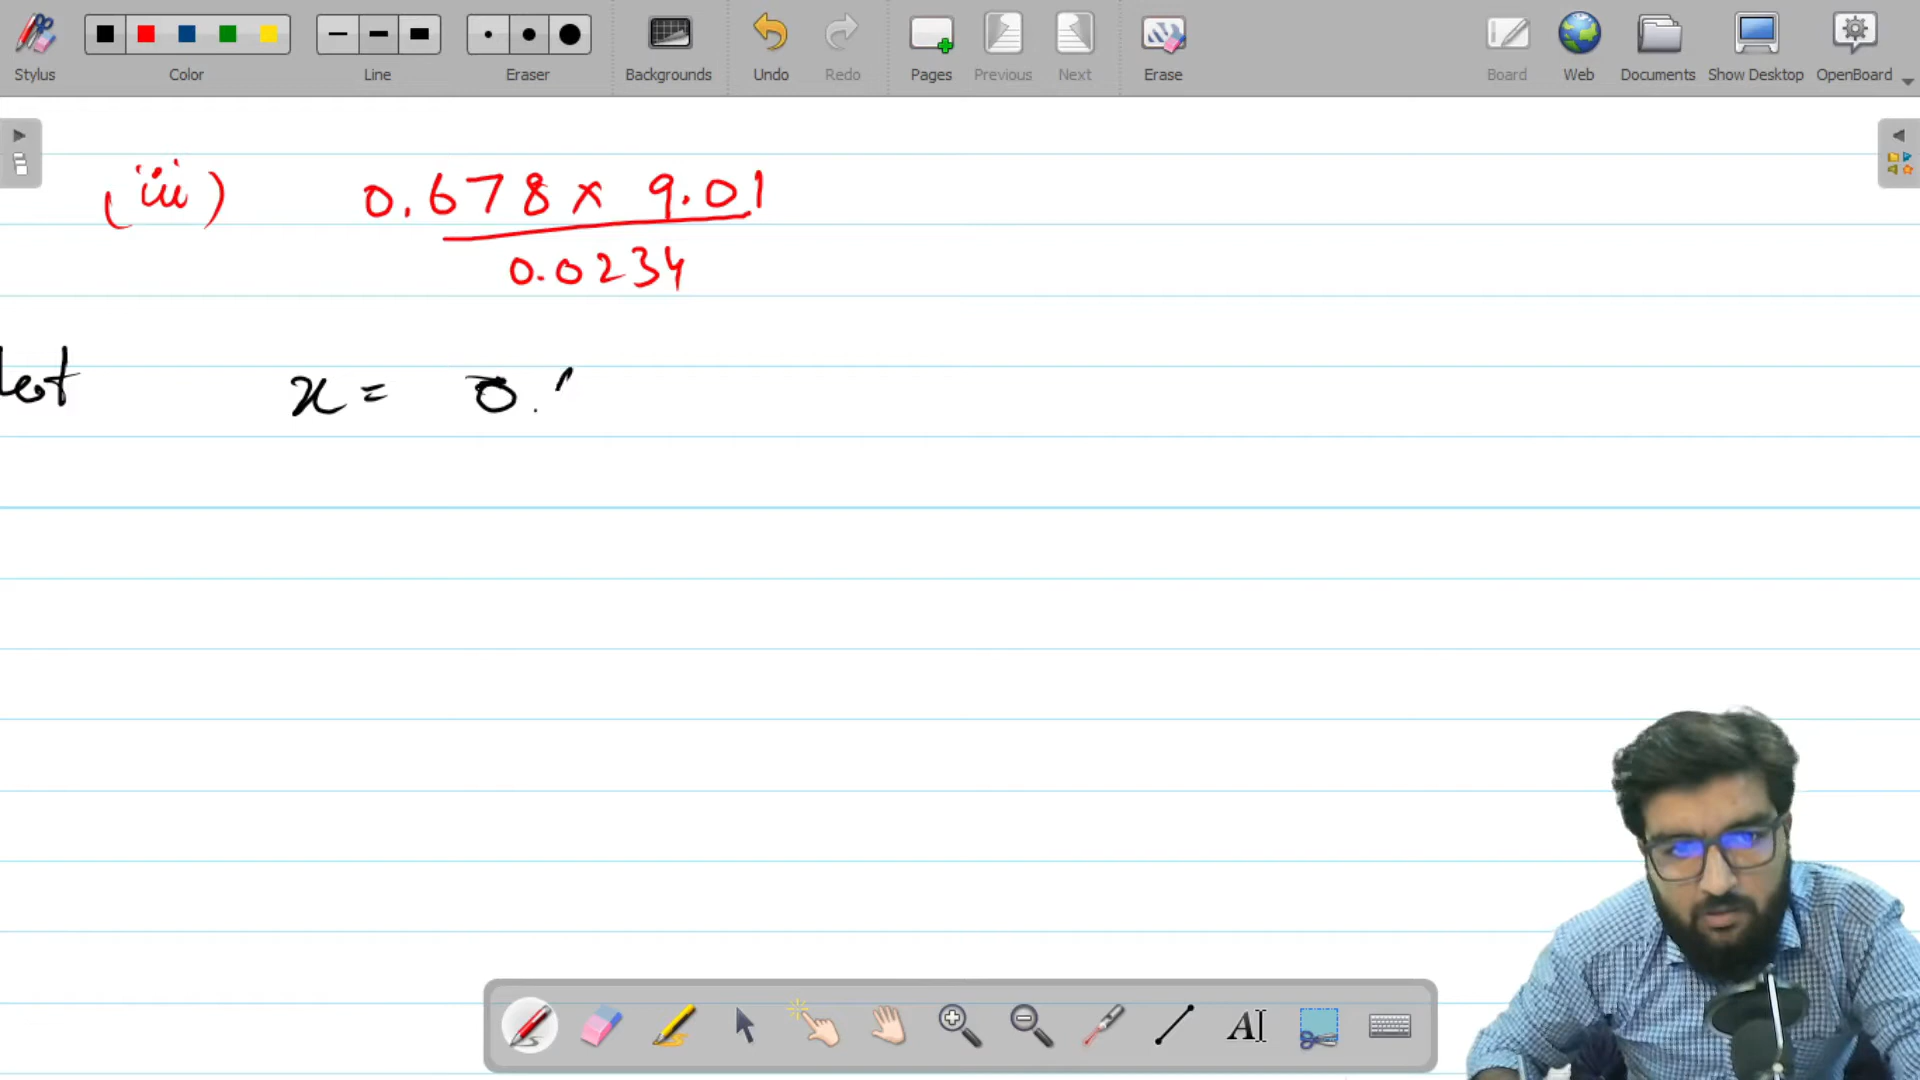 Stylus Color Line Eraser Backgrounds Undo Redo Pages Previous Next Erase Board Web Documents Show Desktop OpenBoard
(iii) 0.678 × 9.01
0.0234
let x = 0.